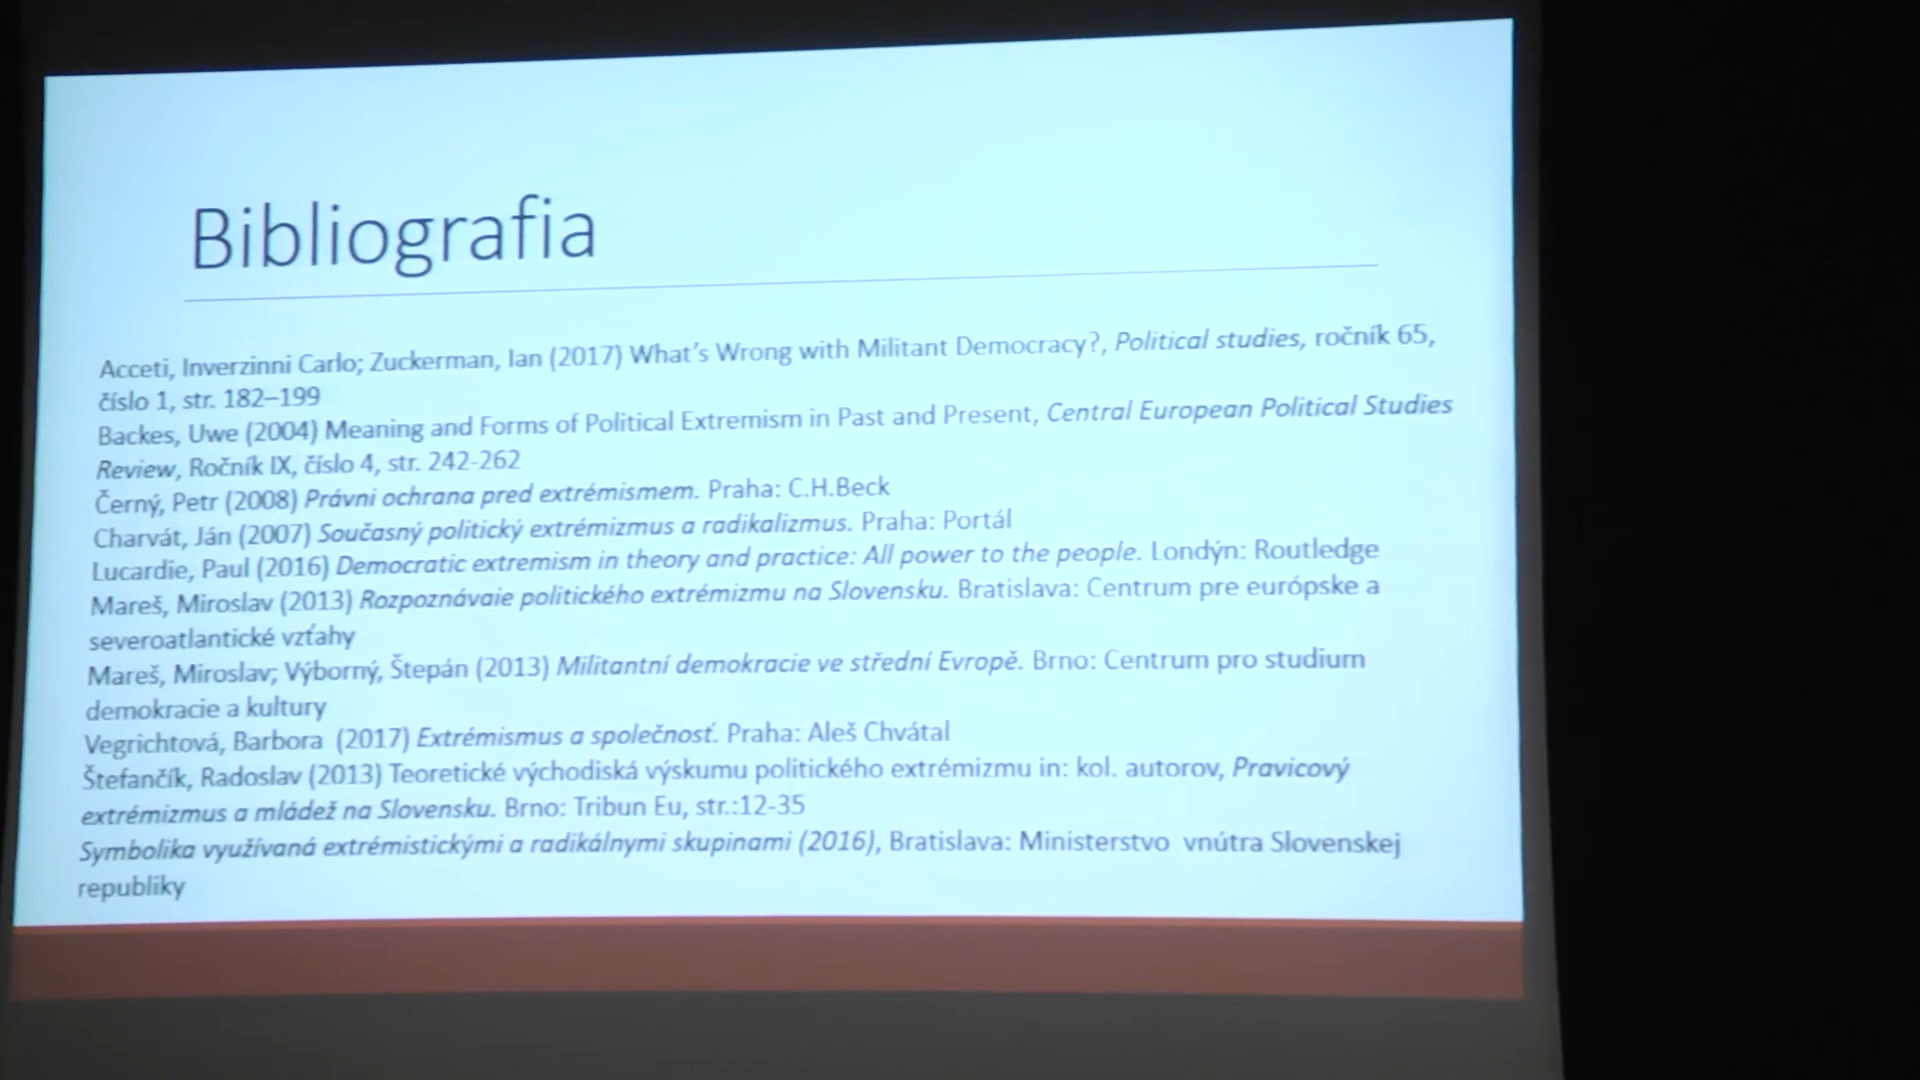 Bibliografia
Acceti, Inverzinni Carlo; Zuckerman, Ian (2017) What's Wrong with Militant Democracy?, Political studies, ročník 65,
číslo 1, str. 182–199
Backes, Uwe (2004) Meaning and Forms of Political Extremism in Past and Present, Central European Political Studies
Review, Ročník IX, číslo 4, str. 242-262
Černý, Petr (2008) Právni ochrana pred extrémismem. Praha: C.H.Beck
Charvát, Ján (2007) Současný politický extrémizmus a radikalizmus. Praha: Portál
Lucardie, Paul (2016) Democratic extremism in theory and practice: All power to the people. Londýn: Routledge
Mareš, Miroslav (2013) Rozpoznávaie politického extrémizmu na Slovensku. Bratislava: Centrum pre európske a
severoatlantické vzťahy
Mareš, Miroslav; Výborný, Štepán (2013) Militantní demokracie ve střední Evropě. Brno: Centrum pro studium
demokracie a kultury
Vegrichtová, Barbora (2017) Extrémismus a společnosť. Praha: Aleš Chvátal
Štefančík, Radoslav (2013) Teoretické východiská výskumu politického extrémizmu in: kol. autorov, Pravicový
extrémizmus a mládež na Slovensku. Brno: Tribun Eu, str.:12-35
Symbolika využívaná extrémistickými a radikálnymi skupinami (2016), Bratislava: Ministerstvo vnútra Slovenskej
republiky